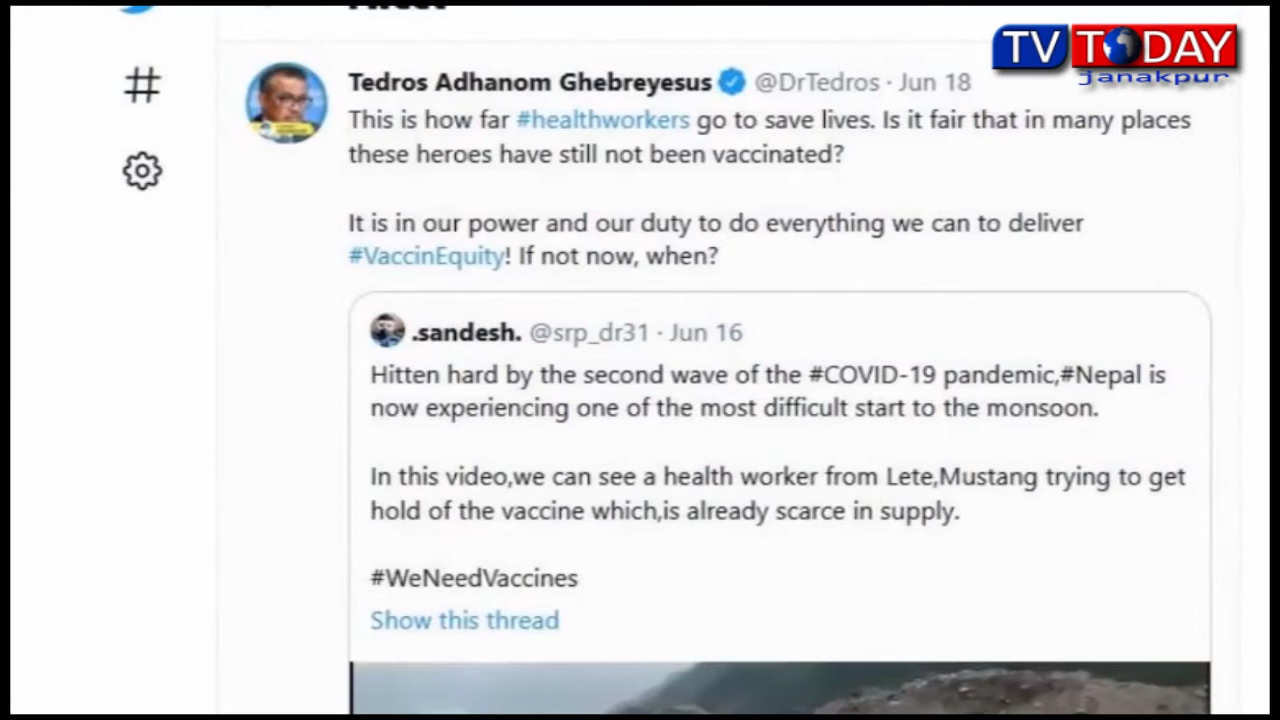 Tweet
TV TODAY
janakpur
Tedros Adhanom Ghebreyesus @DrTedros · Jun 18
This is how far #healthworkers go to save lives. Is it fair that in many places
these heroes have still not been vaccinated?
It is in our power and our duty to do everything we can to deliver
#VaccinEquity! If not now, when?
.sandesh. @srp_dr31 · Jun 16
Hitten hard by the second wave of the #COVID-19 pandemic,#Nepal is
now experiencing one of the most difficult start to the monsoon.
In this video,we can see a health worker from Lete,Mustang trying to get
hold of the vaccine which,is already scarce in supply.
#WeNeedVaccines
Show this thread